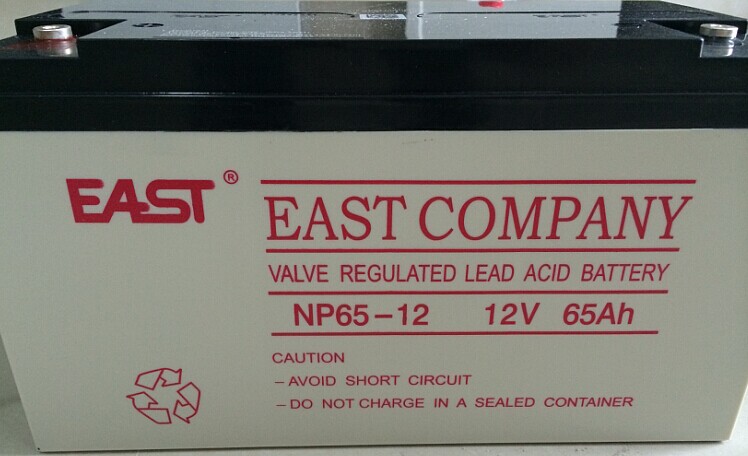 EAST
EAST®
EAST COMPANY
VALVE REGULATED LEAD ACID BATTERY
NP65-12 12V 65Ah
CAUTION
- AVOID SHORT CIRCUIT
- DO NOT CHARGE IN A SEALED CONTAINER